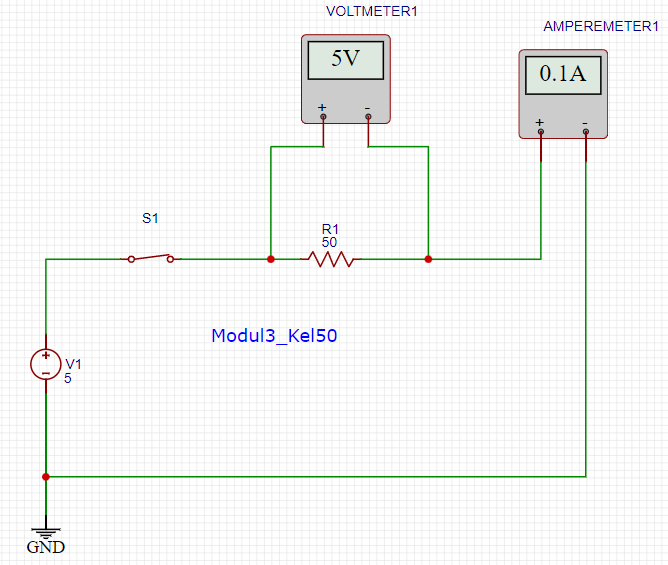 VOLTMETER1
AMPEREMETER1
5V
0.1A
+ -
+ -
S1
R1
50
Modul3_Kel50
V1
5
GND